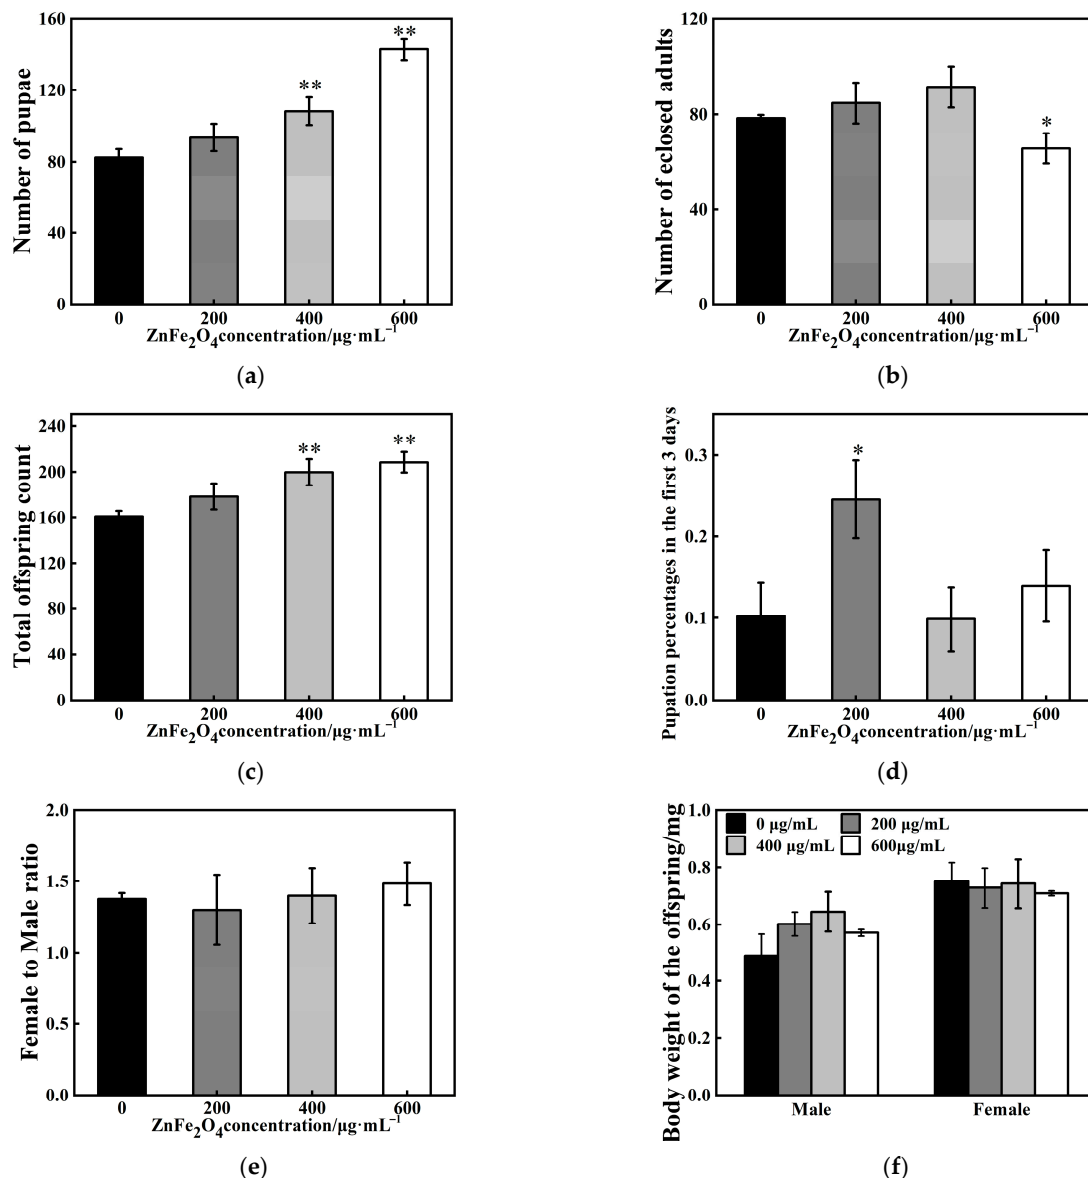 Number of pupae
160
120
80
40
0
** ** 
0 200 400 600
ZnFe₂O₄concentration/μg·mL⁻¹
(a)
Number of eclosed adults
120
80
40
0
*
0 200 400 600
ZnFe₂O₄concentration/μg·mL⁻¹
(b)
Total offspring count
240
200
160
120
80
40
0
** **
0 200 400 600
ZnFe₂O₄concentration/μg·mL⁻¹
(c)
Pupation percentages in the first 3 days
0.3
0.2
0.1
0.0
*
0 200 400 600
ZnFe₂O₄concentration/μg·mL⁻¹
(d)
Female to Male ratio
2.0
1.5
1.0
0.5
0.0
0 200 400 600
ZnFe₂O₄concentration/μg·mL⁻¹
(e)
Body weight of the offspring/mg
1.0
0.8
0.6
0.4
0.2
0.0
0 μg/mL 200 μg/mL
400 μg/mL 600μg/mL
Male Female
(f)